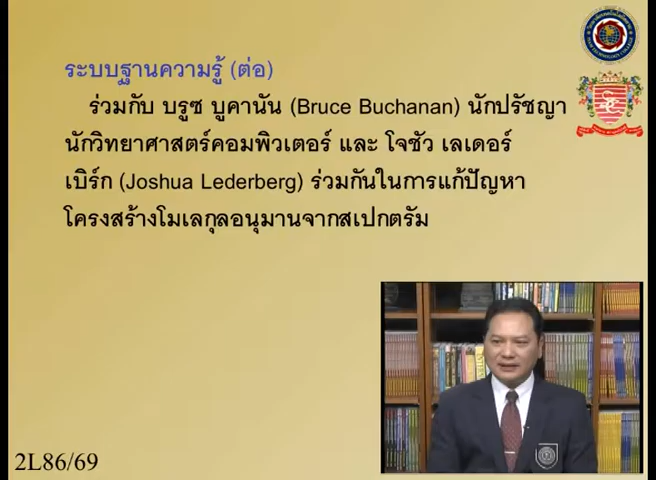 ระบบฐานความรู้ (ต่อ)
ร่วมกับ บรูซ บูคานัน (Bruce Buchanan) นักปรัชญา
นักวิทยาศาสตร์คอมพิวเตอร์ และ โจชัว เลเดอร์
เบิร์ก (Joshua Lederberg) ร่วมกันในการแก้ปัญหา
โครงสร้างโมเลกุลอนุมานจากสเปกตรัม
2L86/69